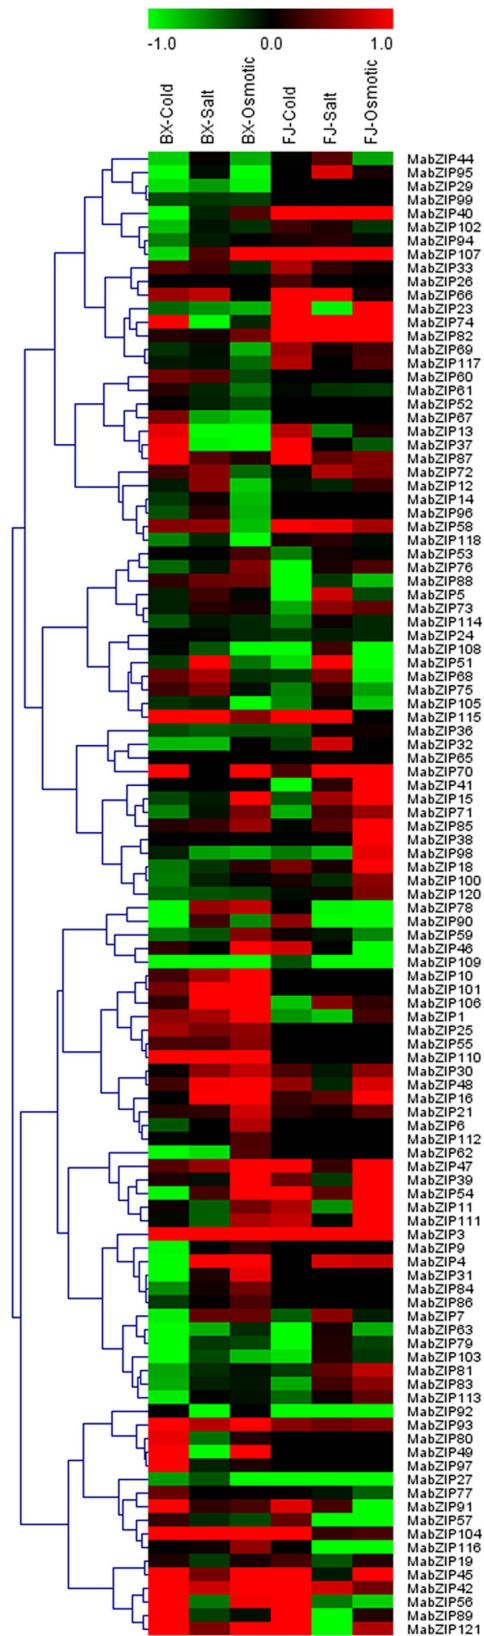 -1.0 0.0 1.0
BX-Cold BX-Salt BX-Osmotic FJ-Cold FJ-Salt FJ-Osmotic
MabZIP44
MabZIP95
MabZIP29
MabZIP99
MabZIP40
MabZIP102
MabZIP94
MabZIP107
MabZIP33
MabZIP26
MabZIP66
MabZIP23
MabZIP74
MabZIP82
MabZIP69
MabZIP117
MabZIP60
MabZIP61
MabZIP52
MabZIP67
MabZIP13
MabZIP37
MabZIP87
MabZIP72
MabZIP12
MabZIP14
MabZIP96
MabZIP58
MabZIP118
MabZIP53
MabZIP76
MabZIP88
MabZIP5
MabZIP73
MabZIP114
MabZIP24
MabZIP108
MabZIP51
MabZIP68
MabZIP75
MabZIP105
MabZIP115
MabZIP36
MabZIP32
MabZIP65
MabZIP70
MabZIP41
MabZIP15
MabZIP71
MabZIP85
MabZIP38
MabZIP98
MabZIP18
MabZIP100
MabZIP120
MabZIP78
MabZIP90
MabZIP59
MabZIP46
MabZIP109
MabZIP10
MabZIP101
MabZIP106
MabZIP1
MabZIP25
MabZIP55
MabZIP110
MabZIP30
MabZIP48
MabZIP16
MabZIP21
MabZIP6
MabZIP112
MabZIP62
MabZIP47
MabZIP39
MabZIP54
MabZIP11
MabZIP111
MabZIP3
MabZIP9
MabZIP4
MabZIP31
MabZIP84
MabZIP86
MabZIP7
MabZIP63
MabZIP79
MabZIP103
MabZIP81
MabZIP83
MabZIP113
MabZIP92
MabZIP93
MabZIP80
MabZIP49
MabZIP97
MabZIP27
MabZIP77
MabZIP91
MabZIP57
MabZIP104
MabZIP116
MabZIP19
MabZIP45
MabZIP42
MabZIP56
MabZIP89
MabZIP121